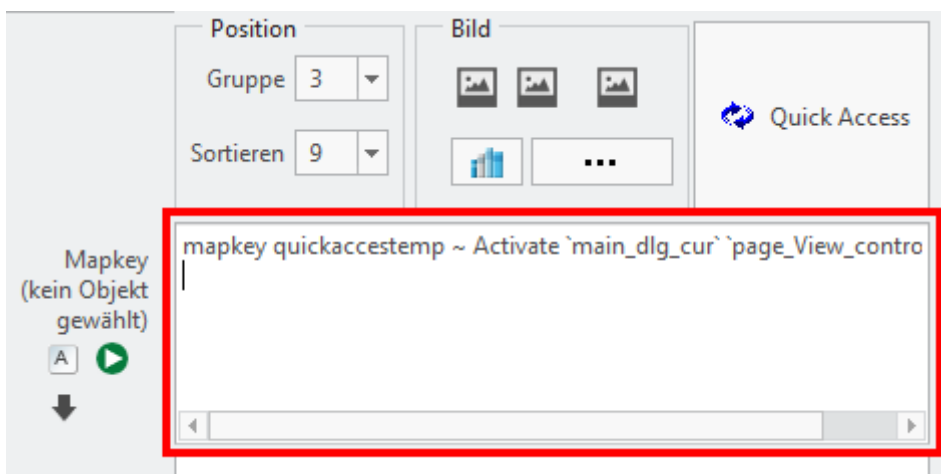 Position
Bild
Gruppe 3
Sortieren 9
...
Quick Access
Mapkey
(kein Objekt
gewählt)
A
mapkey quickaccestemp ~ Activate `main_dlg_cur` `page_View_contro